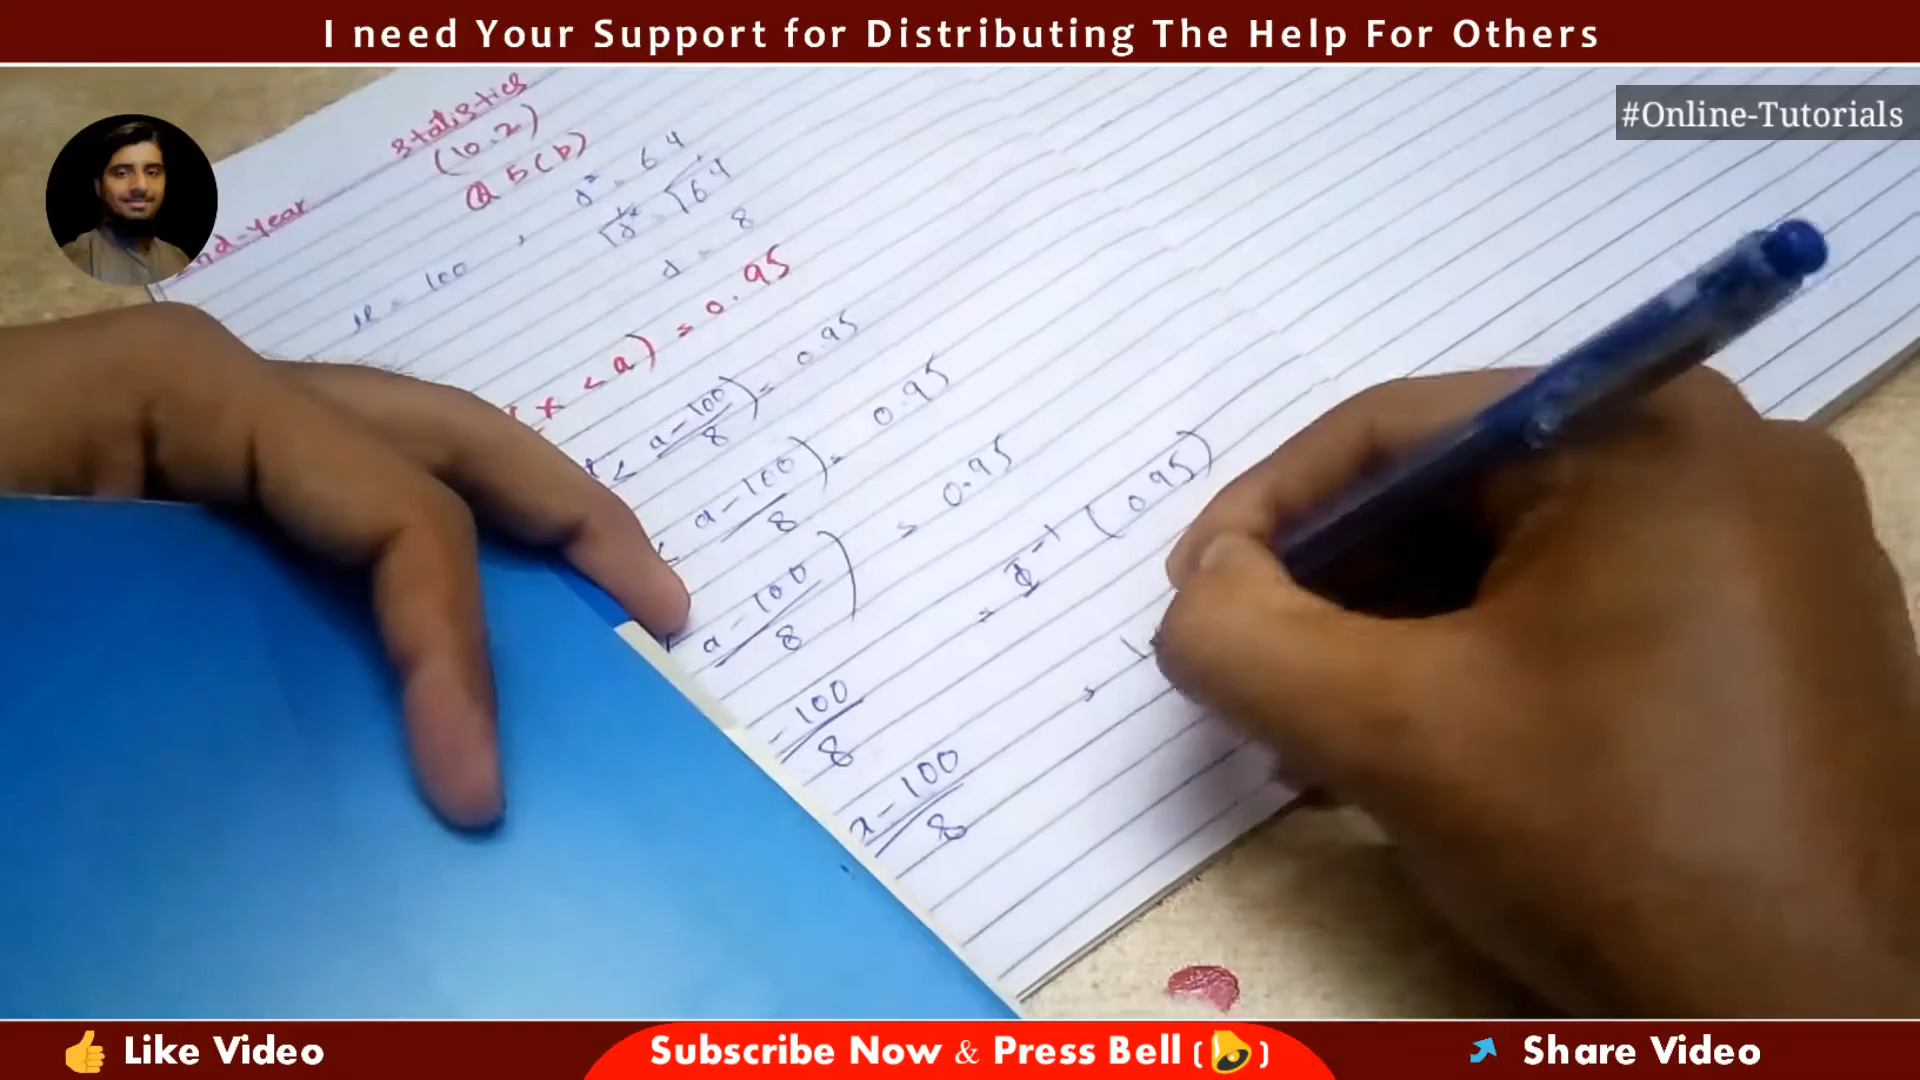 I need Your Support for Distributing The Help For Others
#Online-Tutorials
Statistics
(10.2)
Q 5(b)
nd-year
μ = 100 , σ² = 64
√σ² = √64
σ = 8
x < a) = 0.95
< a-100/8) = 0.95
a-100/8) = 0.95
< a-100/8) = 0.95
-100/8 = Φ⁻¹ (0.95)
a-100/8 = 1.
Like Video
Subscribe Now & Press Bell ( )
Share Video